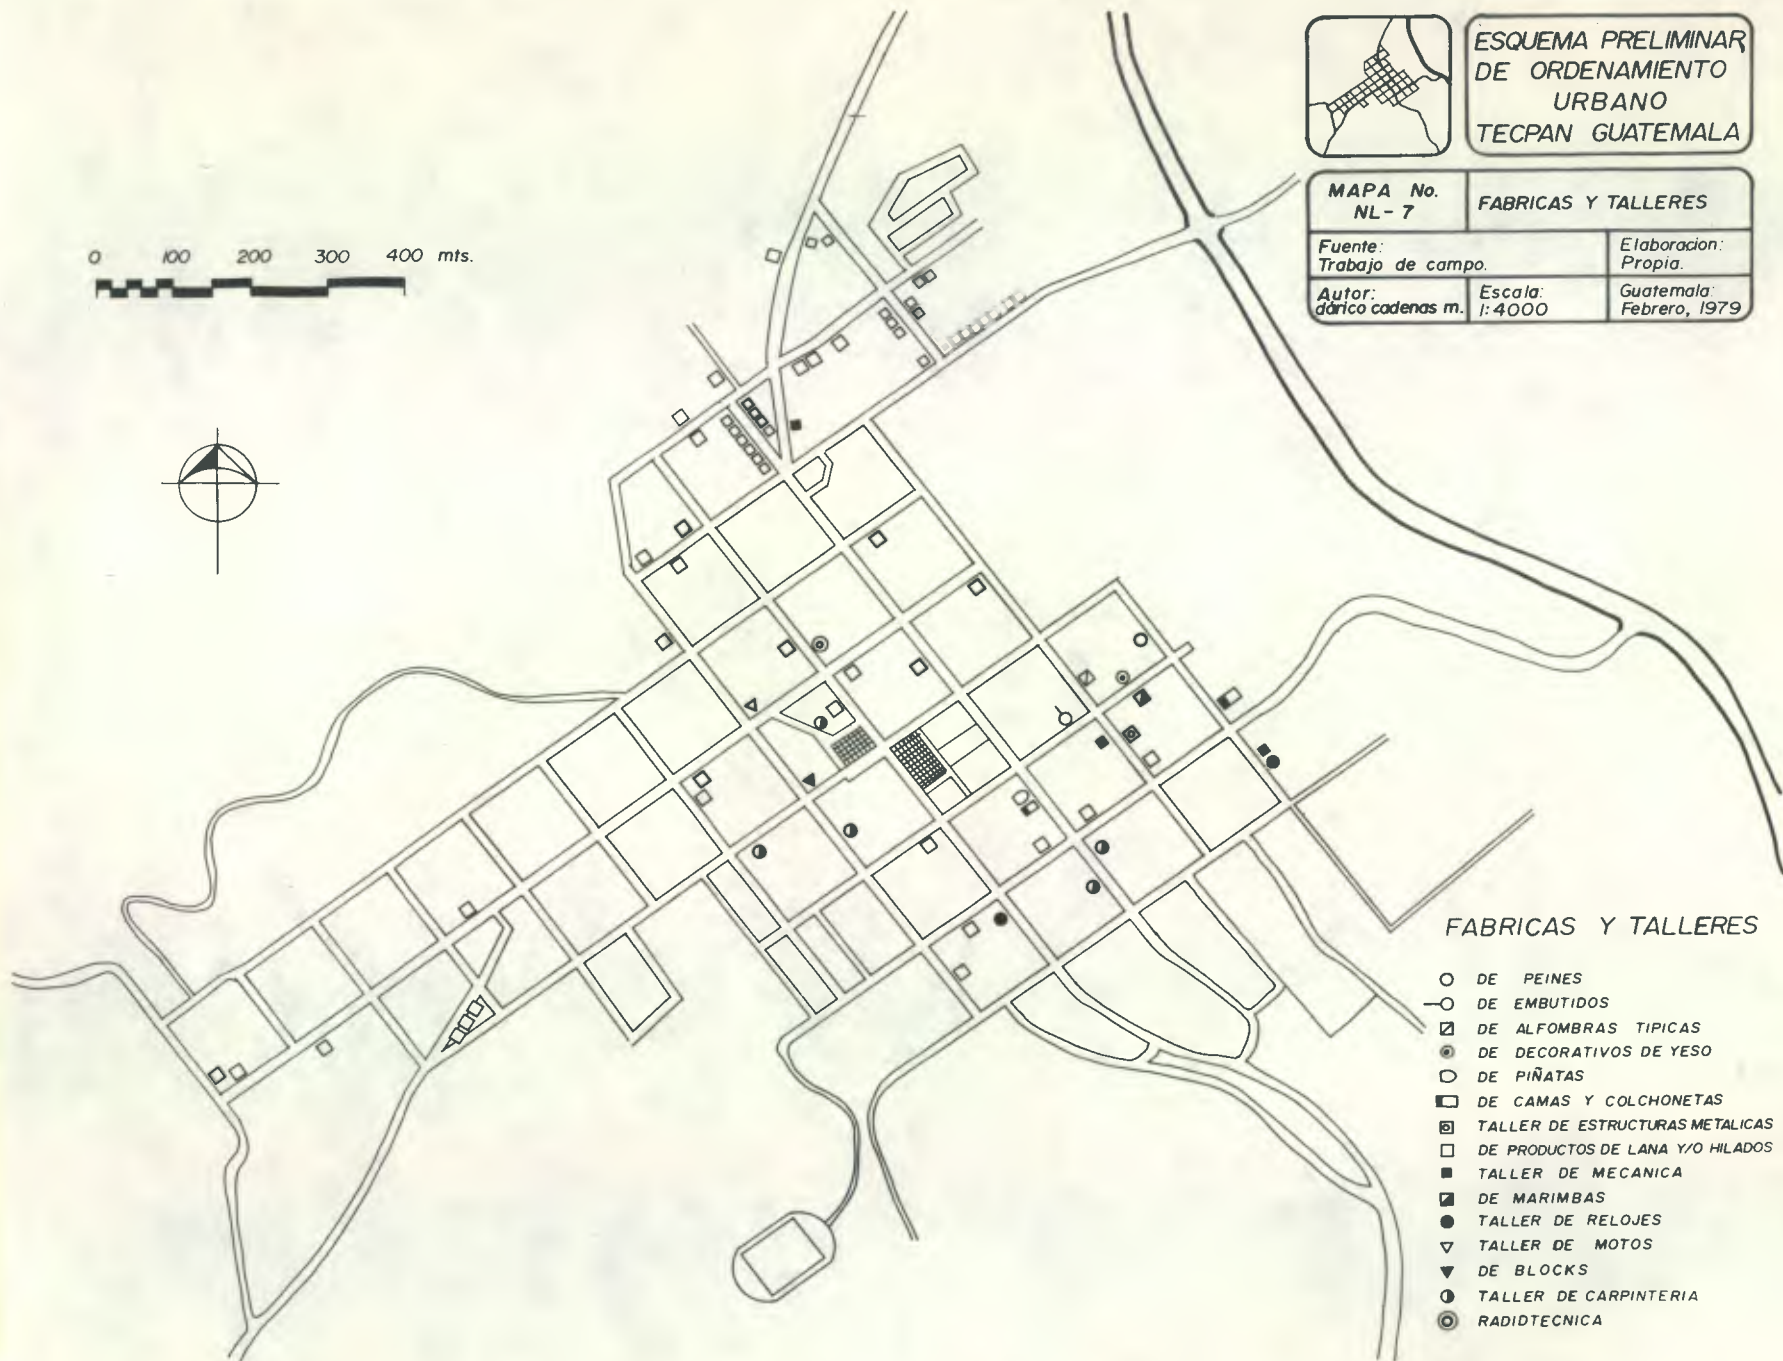 ESQUEMA PRELIMINAR
DE ORDENAMIENTO
URBANO
TECPAN GUATEMALA
MAPA No.
NL-7
FABRICAS Y TALLERES
Fuente:
Trabajo de campo.
Elaboracion:
Propia.
Autor:
dárico cadenas m.
Escala:
1:4000
Guatemala:
Febrero, 1979
0 100 200 300 400 mts.
FABRICAS Y TALLERES
DE PEINES
DE EMBUTIDOS
DE ALFOMBRAS TIPICAS
DE DECORATIVOS DE YESO
DE PIÑATAS
DE CAMAS Y COLCHONETAS
TALLER DE ESTRUCTURAS METALICAS
DE PRODUCTOS DE LANA Y/O HILADOS
TALLER DE MECANICA
DE MARIMBAS
TALLER DE RELOJES
TALLER DE MOTOS
DE BLOCKS
TALLER DE CARPINTERIA
RADIDTECNICA